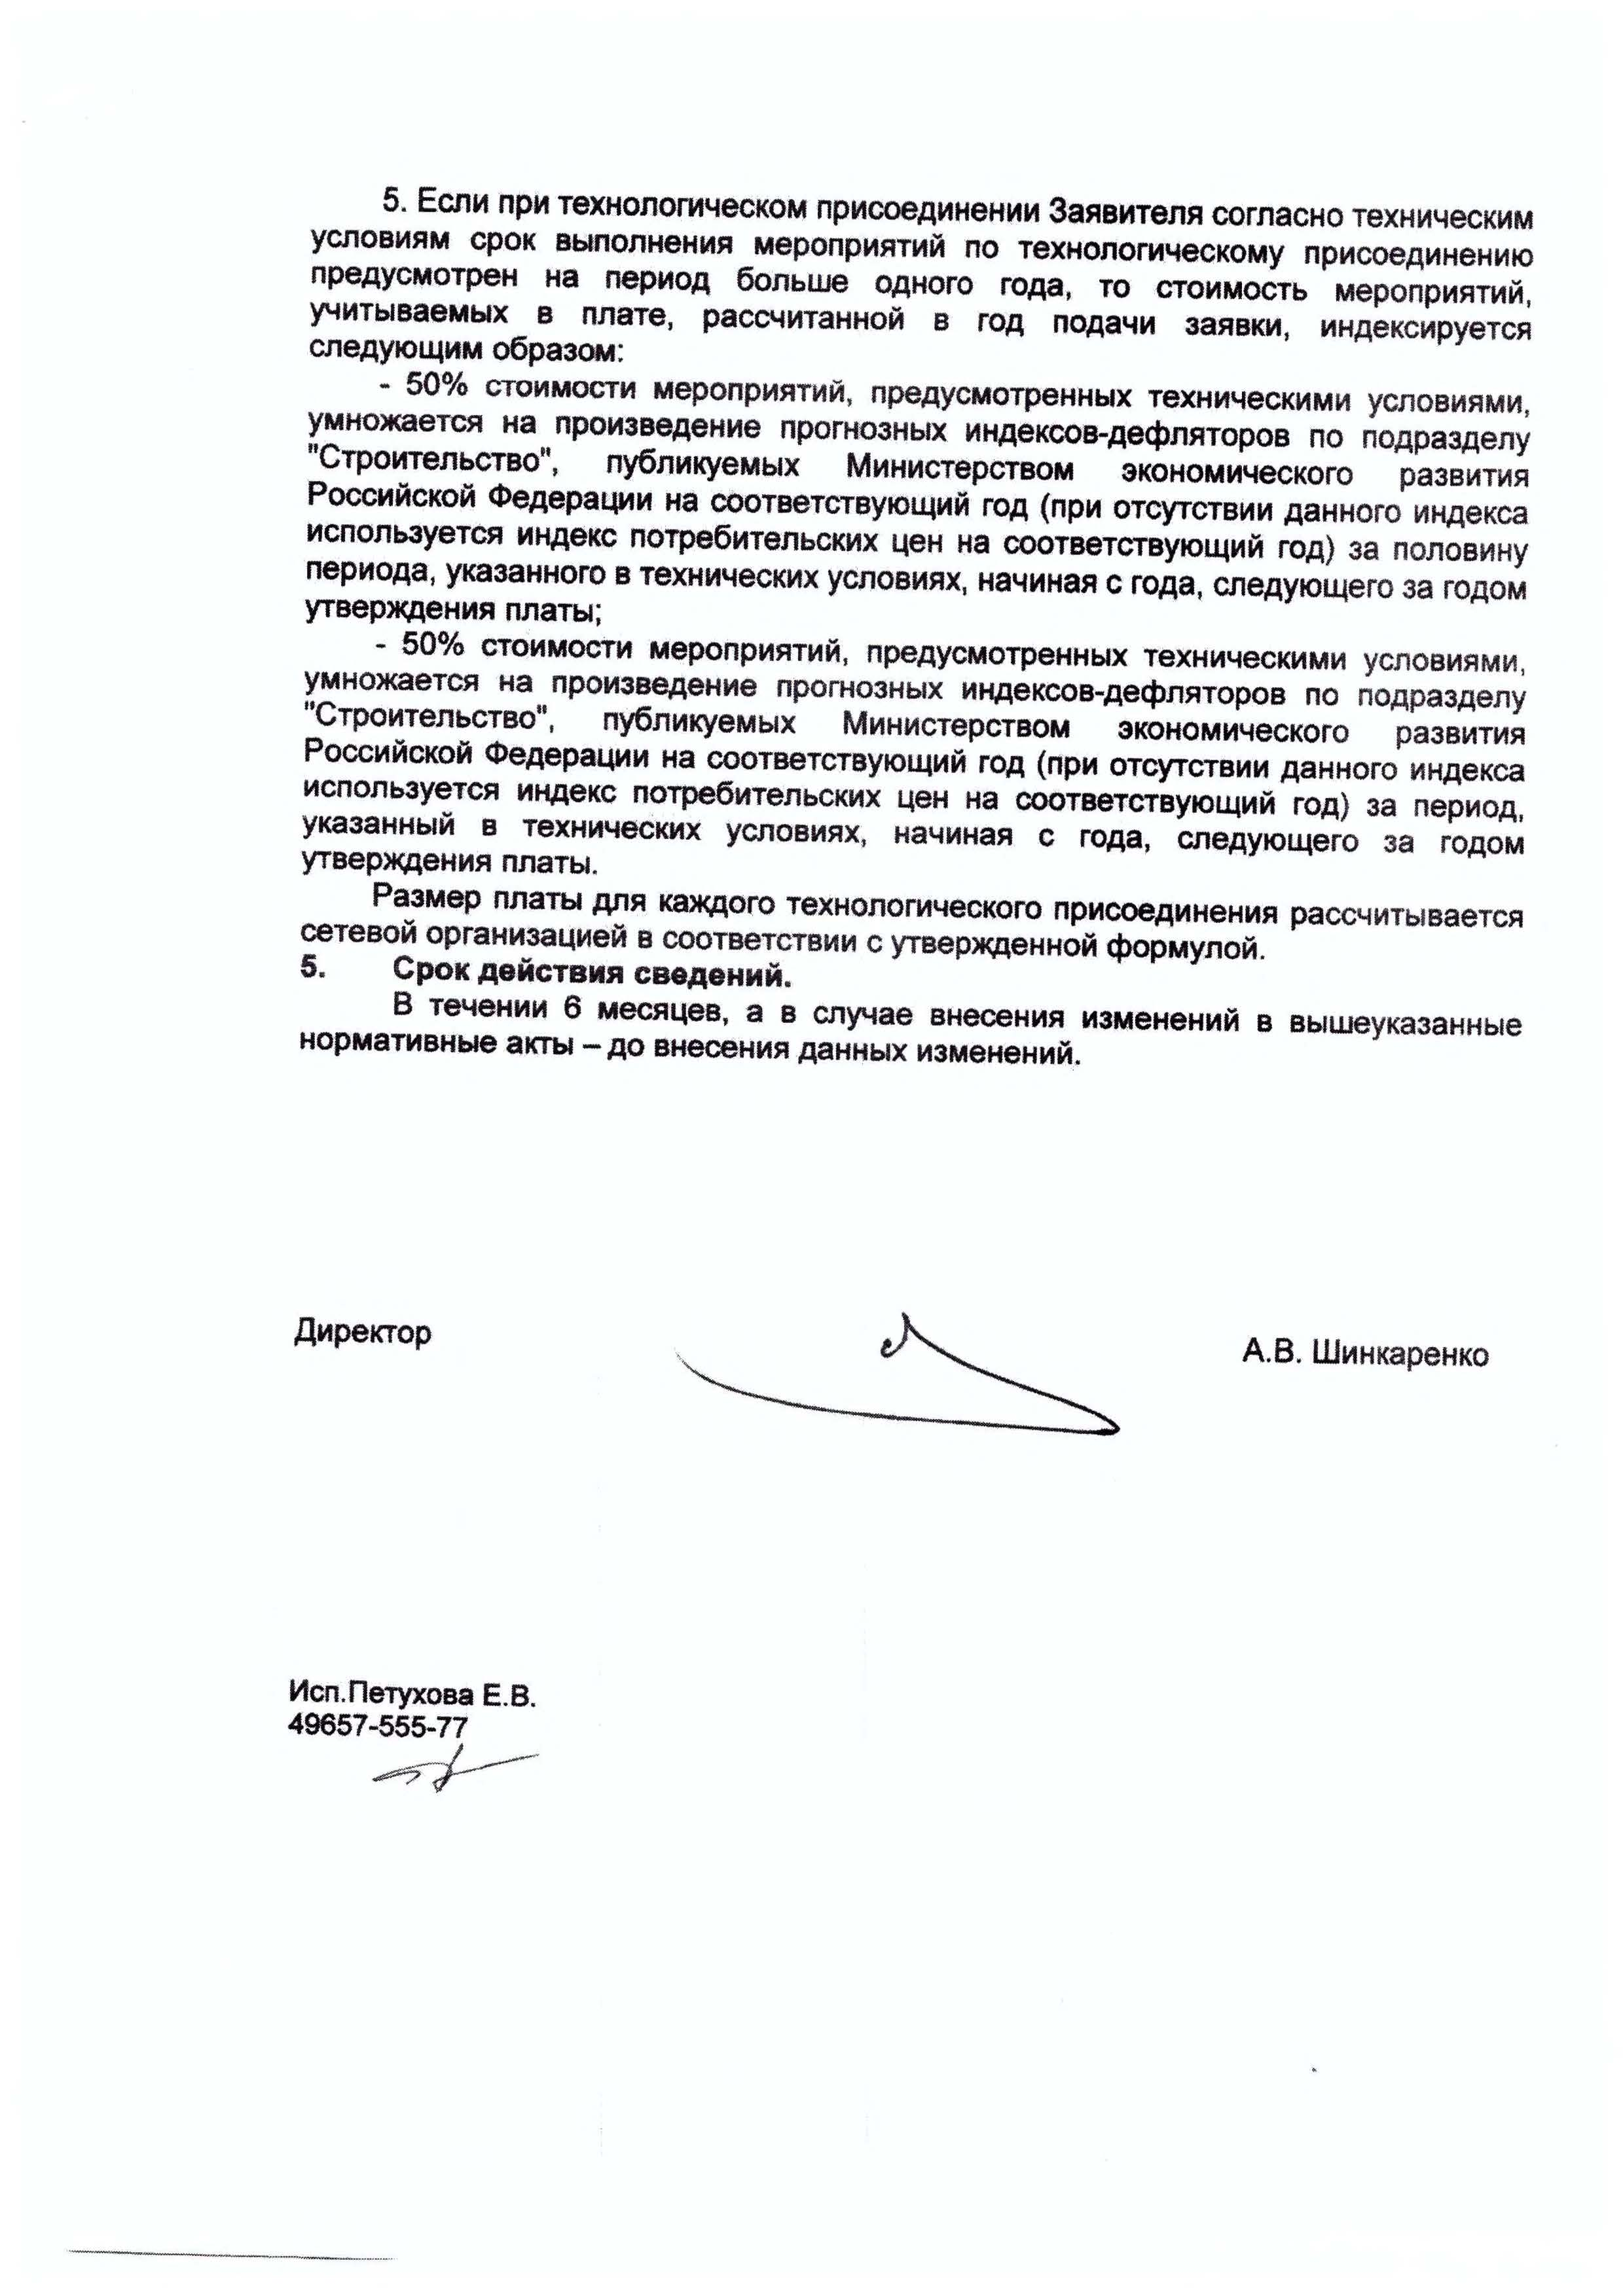 5. Если при технологическом присоединении Заявителя согласно техническим
условиям срок выполнения мероприятий по технологическому присоединению
предусмотрен на период больше одного года, то стоимость мероприятий,
учитываемых в плате, рассчитанной в год подачи заявки, индексируется
следующим образом:
- 50% стоимости мероприятий, предусмотренных техническими условиями,
умножается на произведение прогнозных индексов-дефляторов по подразделу
"Строительство", публикуемых Министерством экономического развития
Российской Федерации на соответствующий год (при отсутствии данного индекса
используется индекс потребительских цен на соответствующий год) за половину
периода, указанного в технических условиях, начиная с года, следующего за годом
утверждения платы;
- 50% стоимости мероприятий, предусмотренных техническими условиями,
умножается на произведение прогнозных индексов-дефляторов по подразделу
"Строительство", публикуемых Министерством экономического развития
Российской Федерации на соответствующий год (при отсутствии данного индекса
используется индекс потребительских цен на соответствующий год) за период,
указанный в технических условиях, начиная с года, следующего за годом
утверждения платы.
Размер платы для каждого технологического присоединения рассчитывается
сетевой организацией в соответствии с утвержденной формулой.
5. Срок действия сведений.
В течении 6 месяцев, а в случае внесения изменений в вышеуказанные
нормативные акты – до внесения данных изменений.
Директор А.В. Шинкаренко
Исп.Петухова Е.В.
49657-555-77